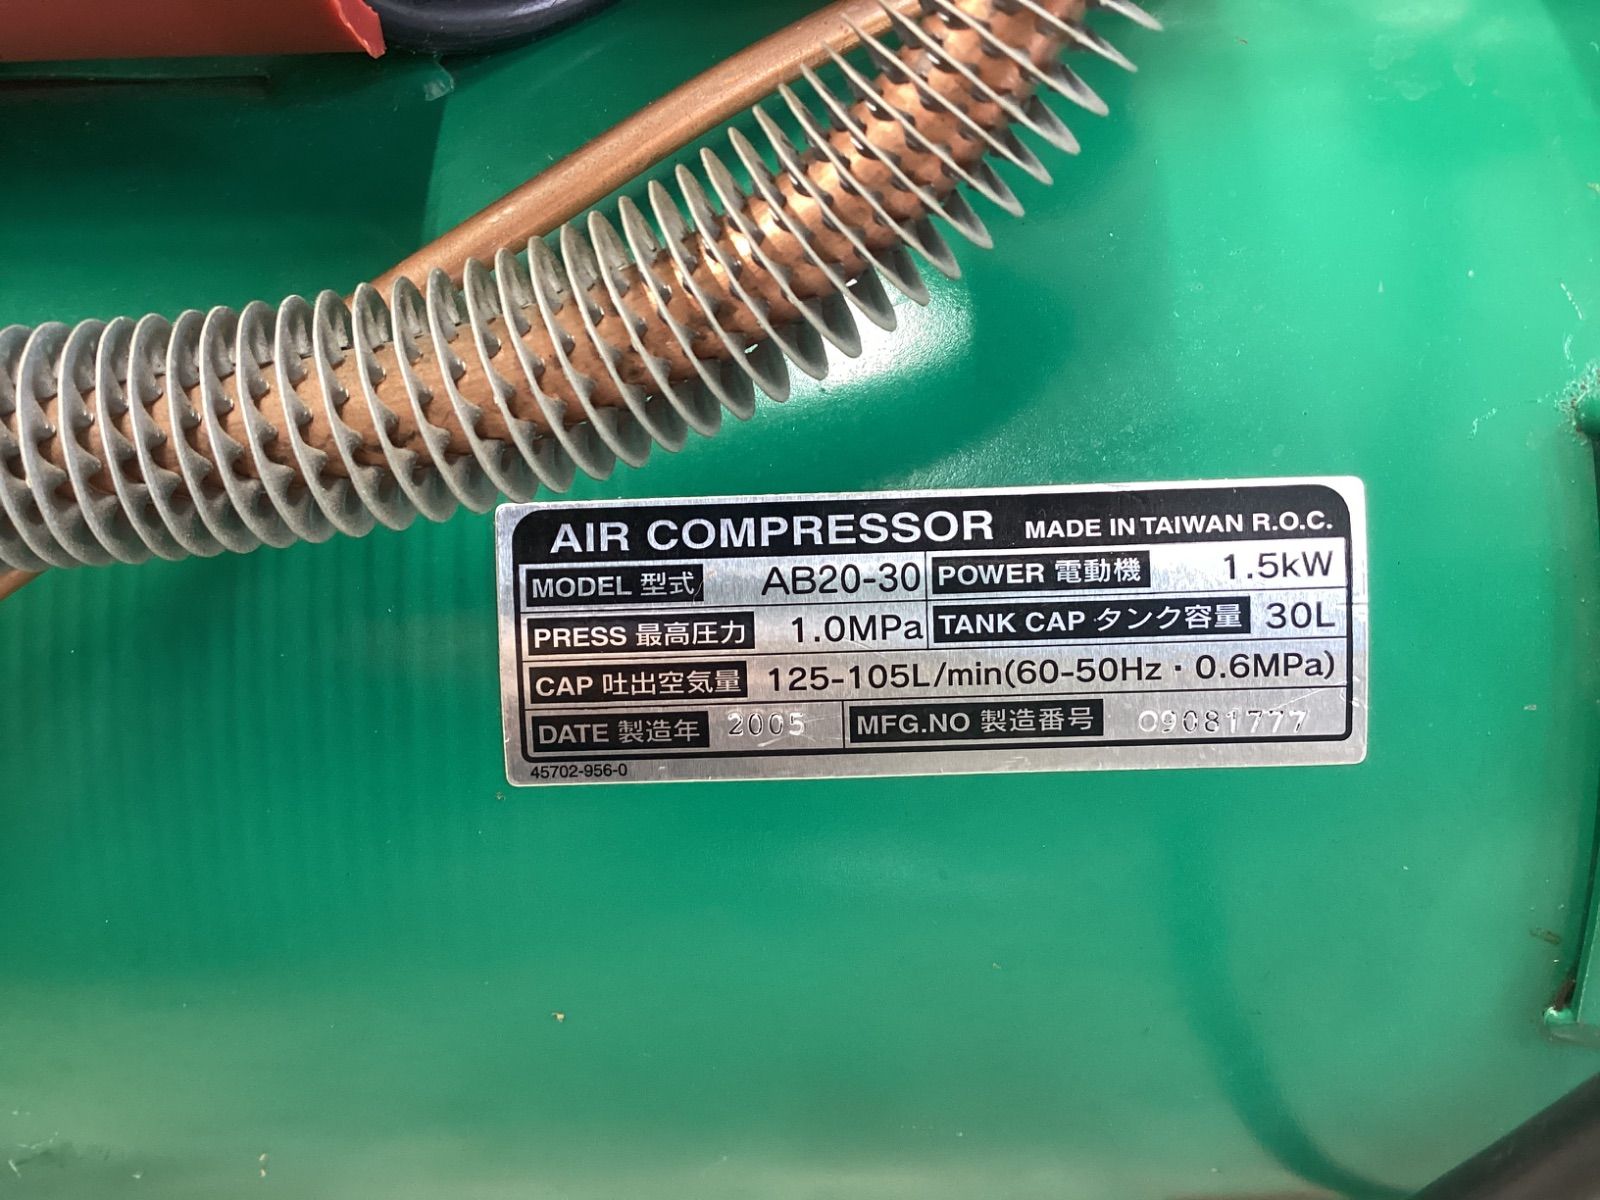 AIR COMPRESSOR MADE IN TAIWAN R.O.C.
MODEL 型式 AB20-30 POWER 電動機 1.5kW
PRESS 最高圧力 1.0MPa TANK CAP タンク容量 30L
CAP 吐出空気量 125-105L/min(60-50Hz・0.6MPa)
DATE 製造年 2005 MFG.NO 製造番号 09081777
45702-956-0